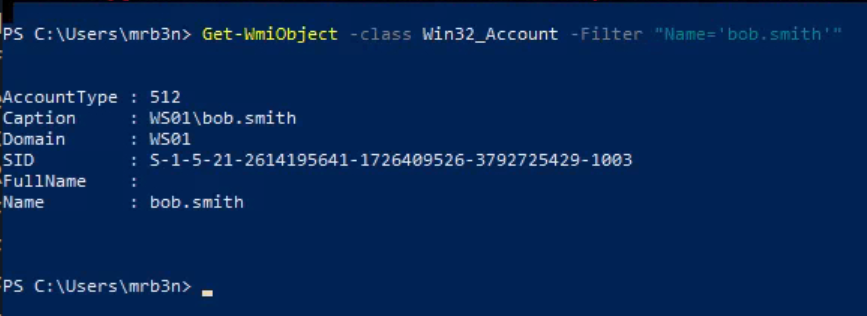 PS C:\Users\mrb3n> Get-WmiObject -class Win32_Account -Filter "Name='bob.smith'"
AccountType : 512
Caption     : WS01\bob.smith
Domain      : WS01
SID         : S-1-5-21-2614195641-1726409526-3792725429-1003
FullName    :
Name        : bob.smith
PS C:\Users\mrb3n>